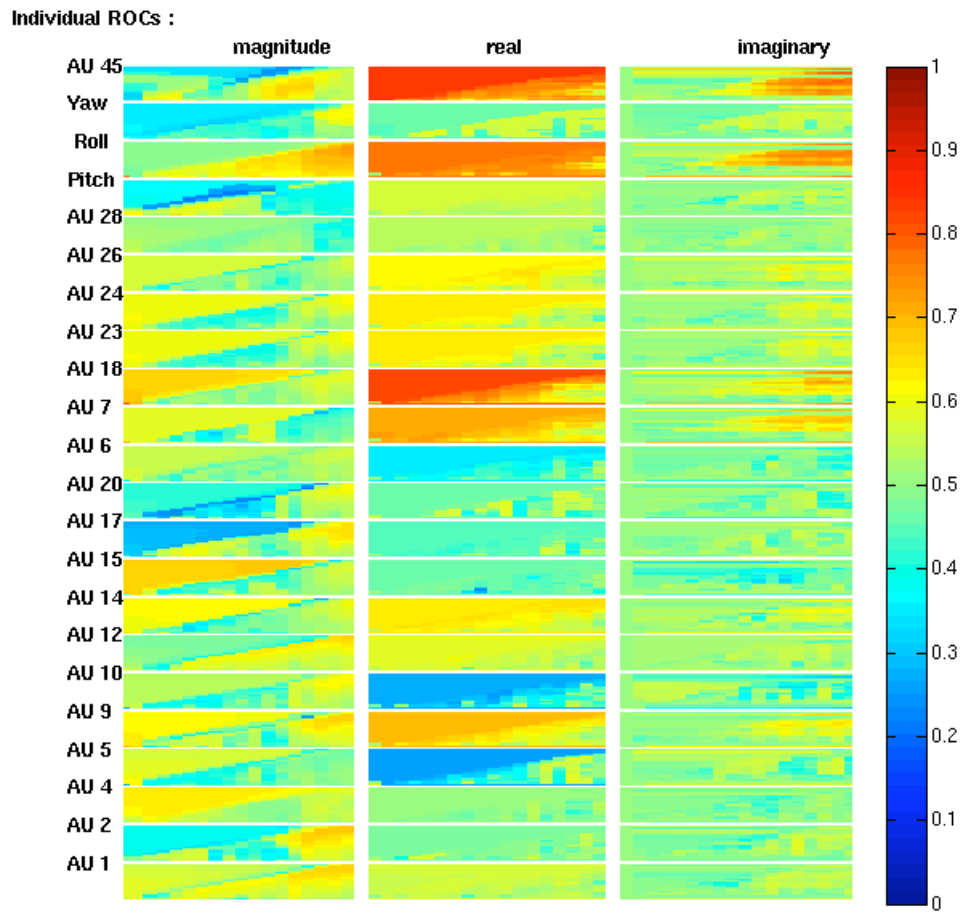 Individual ROCs :
magnitude real imaginary
AU 45
Yaw
Roll
Pitch
AU 28
AU 26
AU 24
AU 23
AU 18
AU 7
AU 6
AU 20
AU 17
AU 15
AU 14
AU 12
AU 10
AU 9
AU 5
AU 4
AU 2
AU 1
1
0.9
0.8
0.7
0.6
0.5
0.4
0.3
0.2
0.1
0